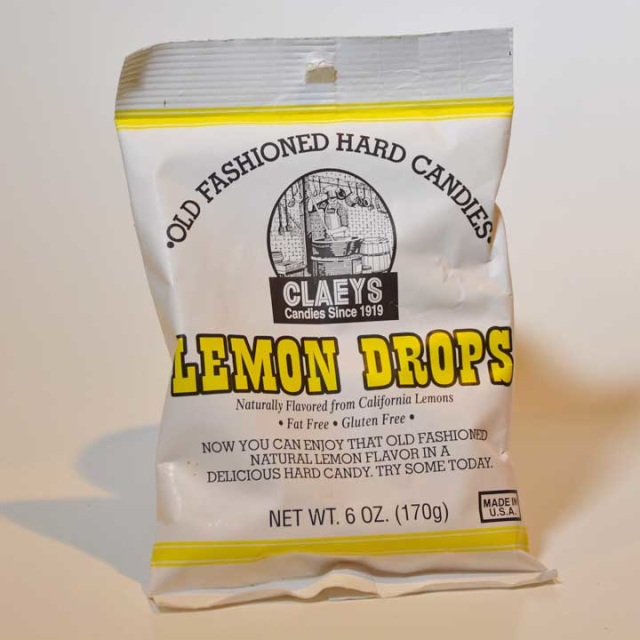 •OLD FASHIONED HARD CANDIES•
CLAEYS
Candies Since 1919
LEMON DROPS
Naturally Flavored from California Lemons
• Fat Free • Gluten Free •
NOW YOU CAN ENJOY THAT OLD FASHIONED
NATURAL LEMON FLAVOR IN A
DELICIOUS HARD CANDY. TRY SOME TODAY.
NET WT. 6 OZ. (170g)
MADE IN
U.S.A.